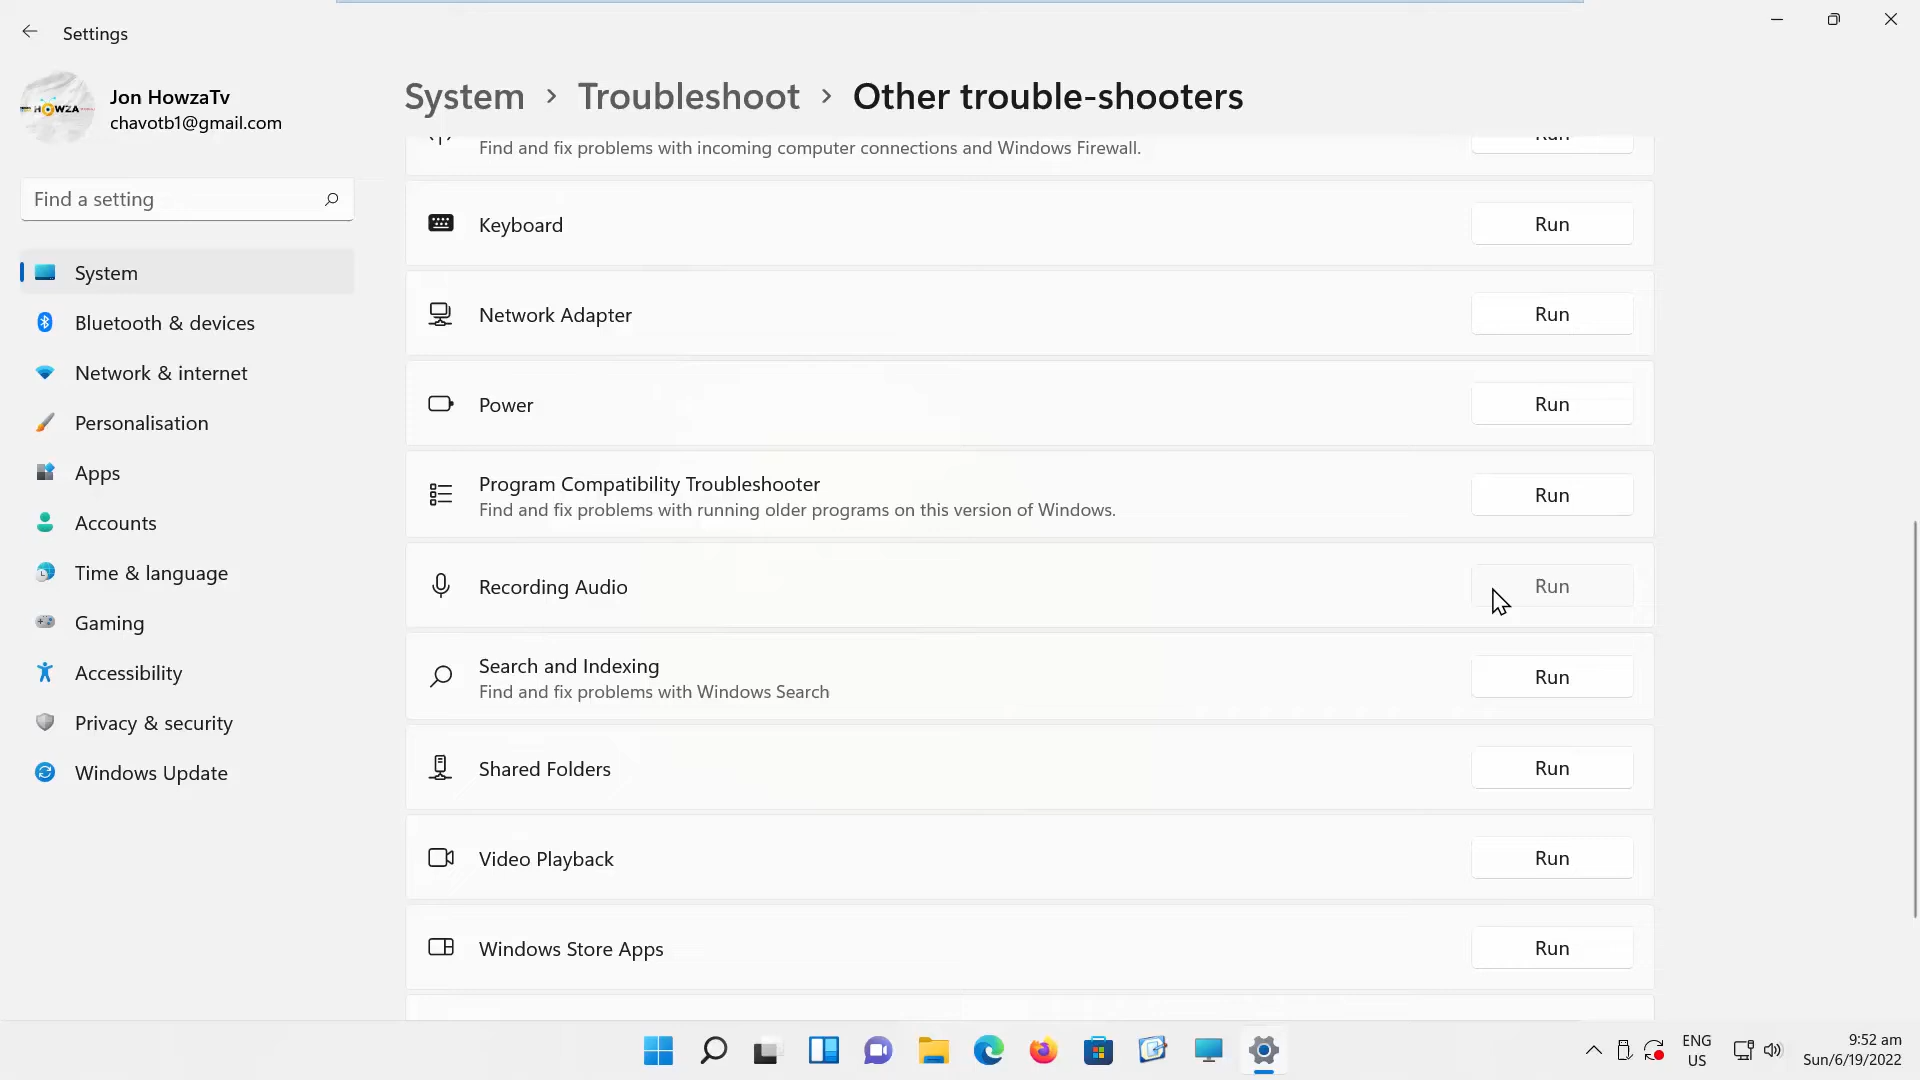 Settings
Jon HowzaTv
chavotb1@gmail.com
HOWZA
Find a setting
System
Bluetooth & devices
Network & internet
Personalisation
Apps
Accounts
Time & language
Gaming
Accessibility
Privacy & security
Windows Update
System > Troubleshoot > Other trouble-shooters
Find and fix problems with incoming computer connections and Windows Firewall.
Run
Keyboard
Run
Network Adapter
Run
Power
Run
Program Compatibility Troubleshooter
Find and fix problems with running older programs on this version of Windows.
Run
Recording Audio
Run
Search and Indexing
Find and fix problems with Windows Search
Run
Shared Folders
Run
Video Playback
Run
Windows Store Apps
Run
ENG
US
9:52 am
Sun/6/19/2022